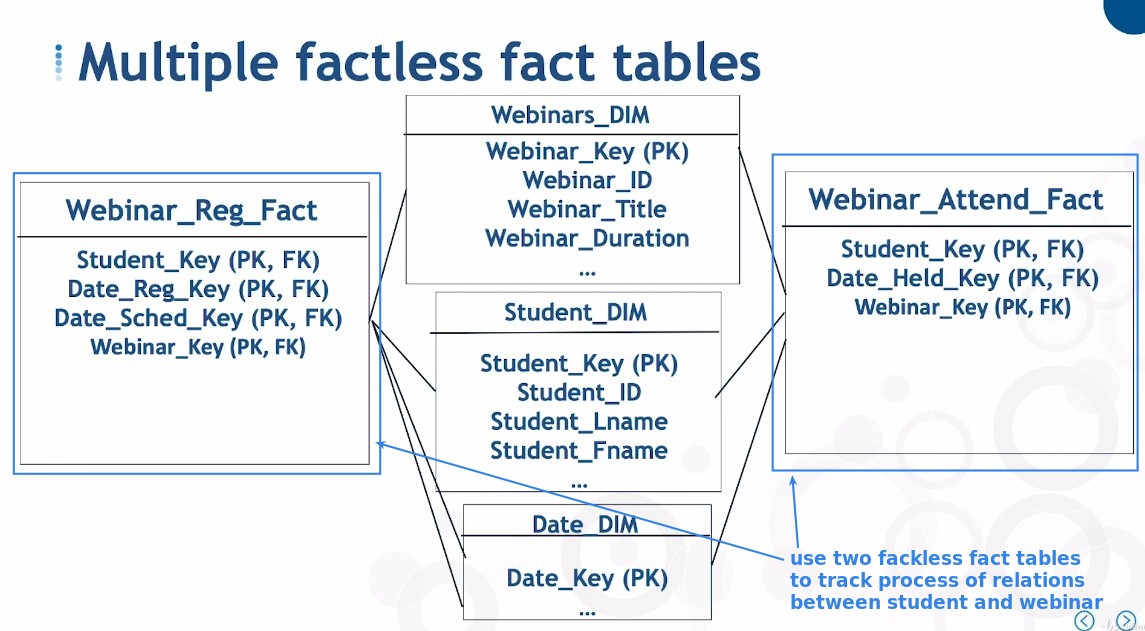 Multiple factless fact tables
Webinars_DIM
Webinar_Key (PK)
Webinar_ID
Webinar_Title
Webinar_Duration
...
Webinar_Reg_Fact
Student_Key (PK, FK)
Date_Reg_Key (PK, FK)
Date_Sched_Key (PK, FK)
Webinar_Key (PK, FK)
Student_DIM
Student_Key (PK)
Student_ID
Student_Lname
Student_Fname
...
Date_DIM
Date_Key (PK)
...
Webinar_Attend_Fact
Student_Key (PK, FK)
Date_Held_Key (PK, FK)
Webinar_Key (PK, FK)
use two fackless fact tables
to track process of relations
between student and webinar